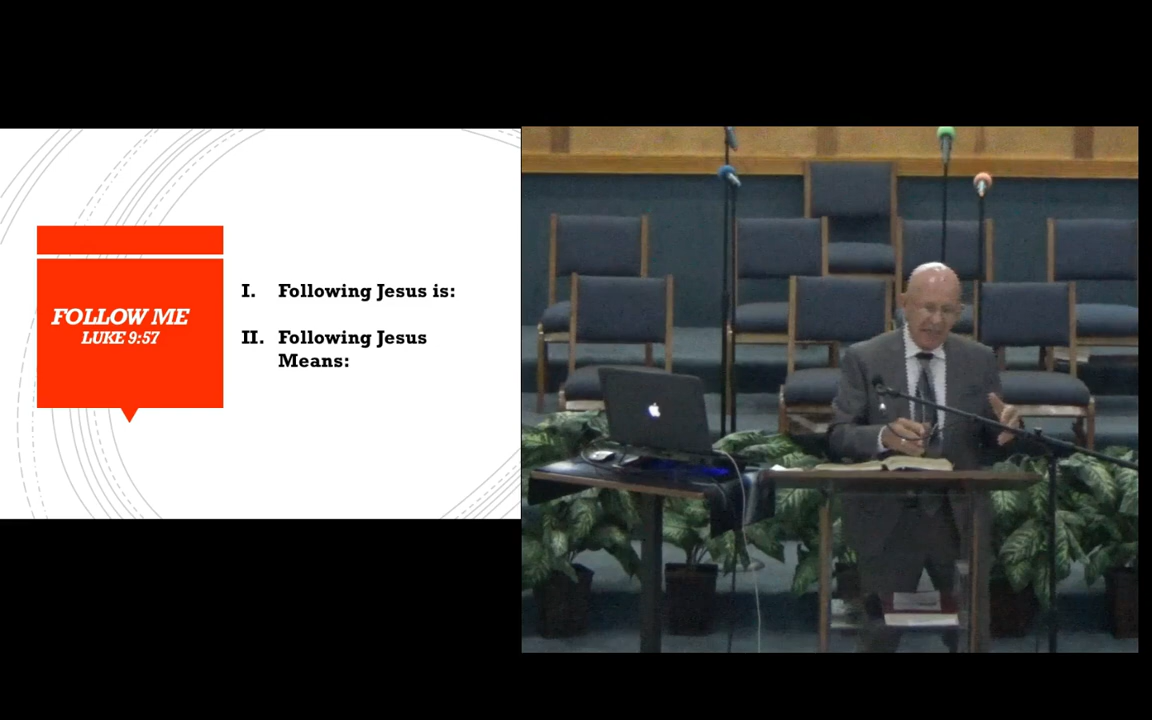 FOLLOW ME
LUKE 9:57
I. Following Jesus is:
II. Following Jesus
Means: